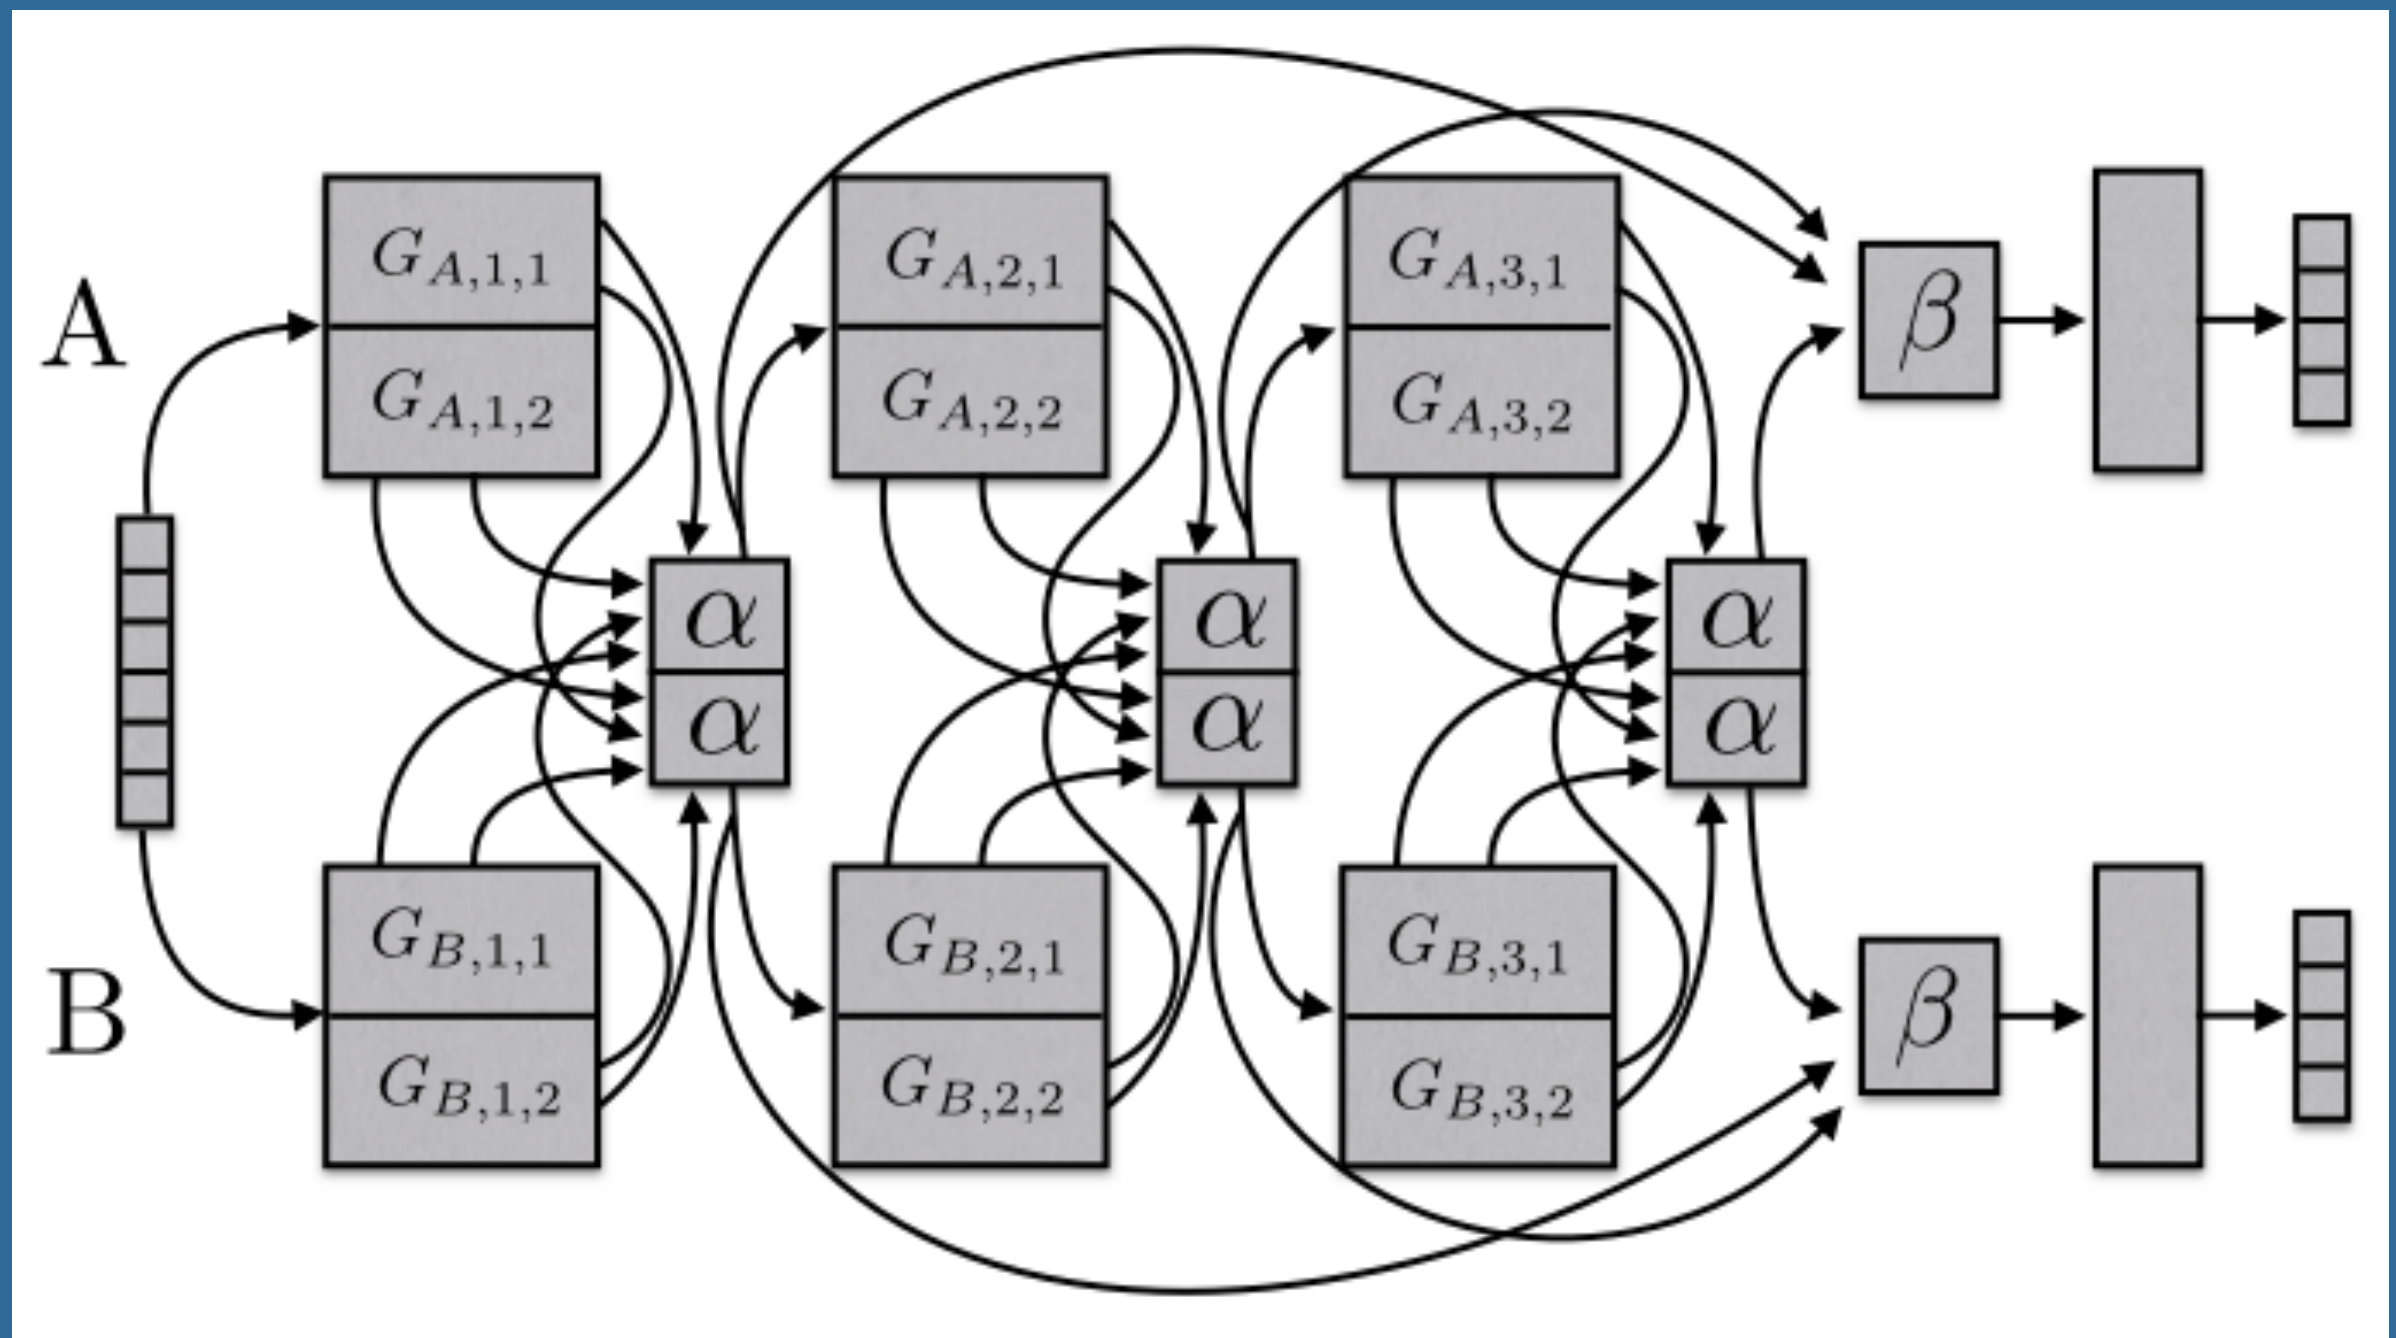 A
G_{A,1,1}
G_{A,1,2}
G_{A,2,1}
G_{A,2,2}
G_{A,3,1}
G_{A,3,2}
β
α
α
α
α
α
α
B
G_{B,1,1}
G_{B,1,2}
G_{B,2,1}
G_{B,2,2}
G_{B,3,1}
G_{B,3,2}
β